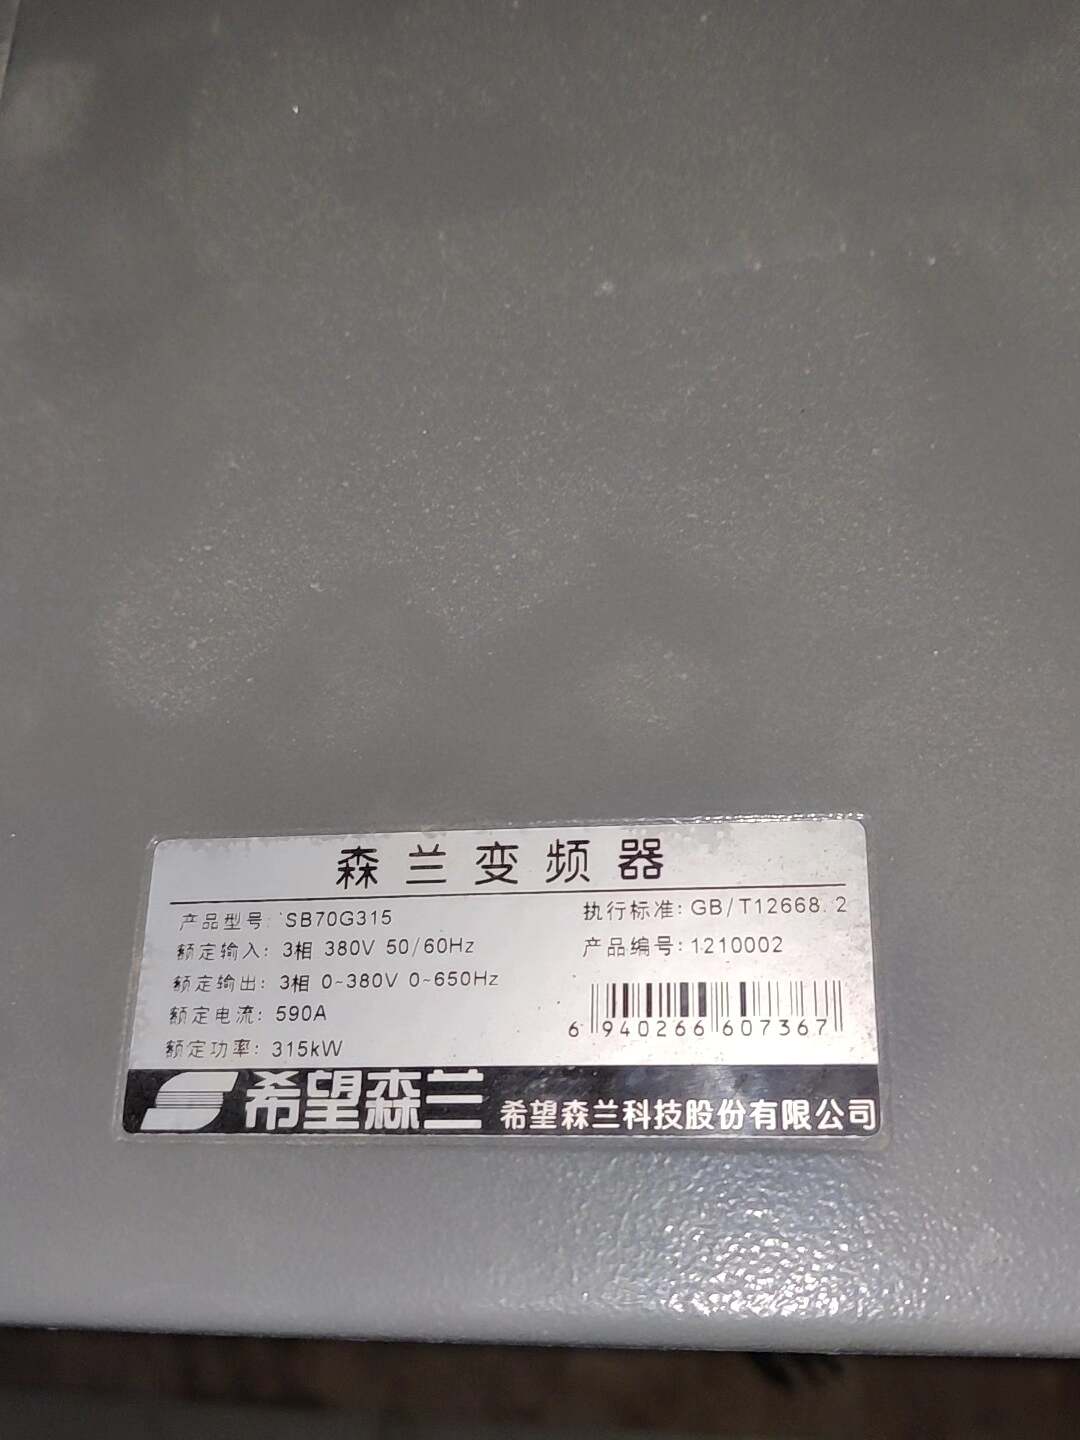 森兰变频器
产品型号: SB70G315
执行标准: GB/T12668.2
额定输入: 3相 380V 50/60Hz
产品编号: 1210002
额定输出: 3相 0~380V 0~650Hz
额定电流: 590A
6 940266 607367
额定功率: 315kW
希望森兰 希望森兰科技股份有限公司